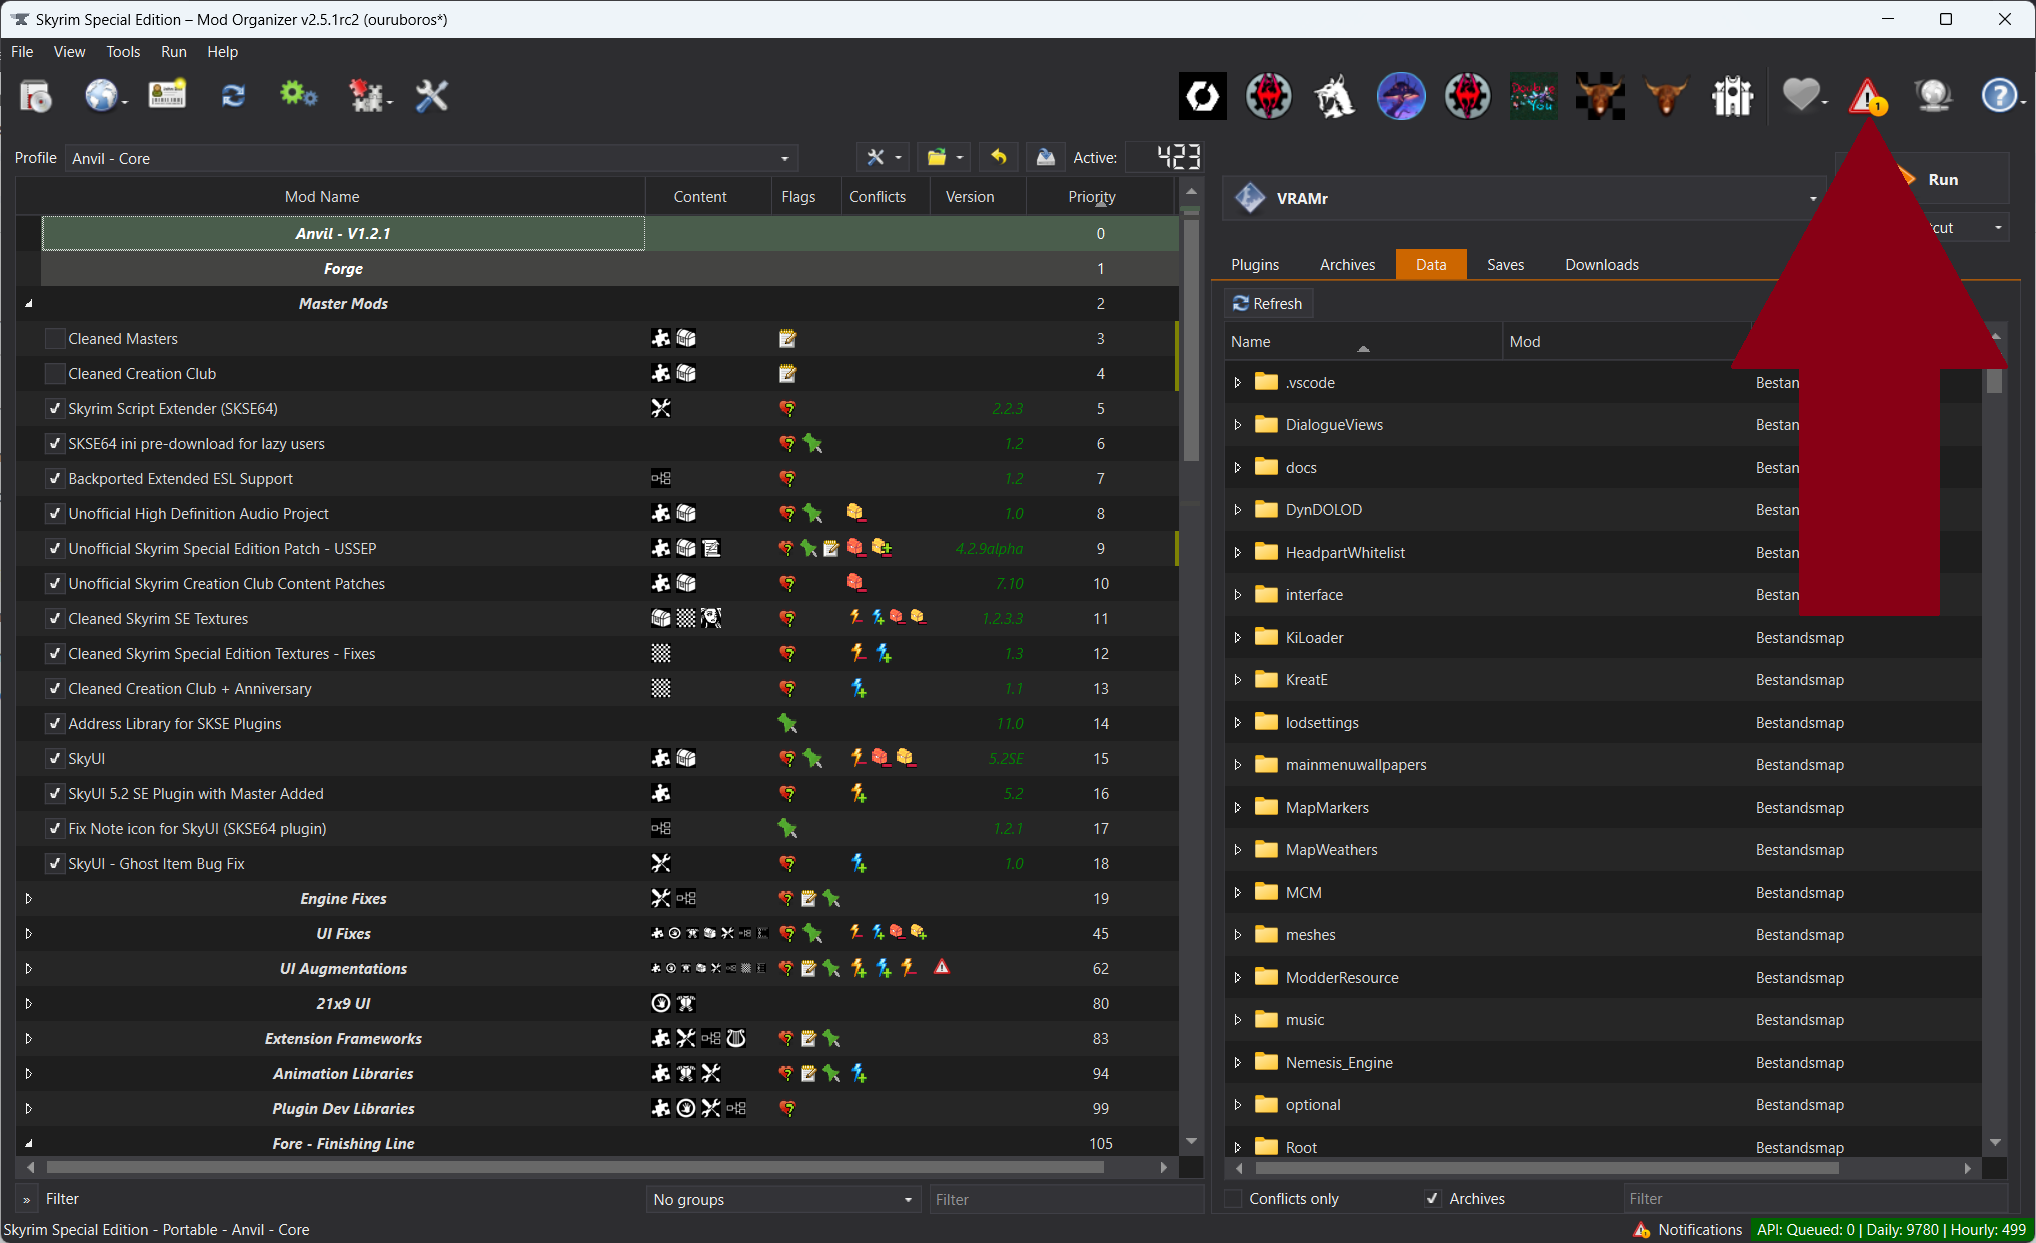 Skyrim Special Edition – Mod Organizer v2.5.1rc2 (ouruboros*)
File View Tools Run Help
1
Profile Anvil - Core Active: 423
Mod Name Content Flags Conflicts Version Priority
Anvil - V1.2.1 0
Forge 1
Master Mods 2
Cleaned Masters 3
Cleaned Creation Club 4
Skyrim Script Extender (SKSE64) 2.2.3 5
SKSE64 ini pre-download for lazy users 1.2 6
Backported Extended ESL Support 1.2 7
Unofficial High Definition Audio Project 1.0 8
Unofficial Skyrim Special Edition Patch - USSEP 4.2.9alpha 9
Unofficial Skyrim Creation Club Content Patches 7.10 10
Cleaned Skyrim SE Textures 1.2.3.3 11
Cleaned Skyrim Special Edition Textures - Fixes 1.3 12
Cleaned Creation Club + Anniversary 1.1 13
Address Library for SKSE Plugins 11.0 14
SkyUI 5.2SE 15
SkyUI 5.2 SE Plugin with Master Added 5.2 16
Fix Note icon for SkyUI (SKSE64 plugin) 1.2.1 17
SkyUI - Ghost Item Bug Fix 1.0 18
Engine Fixes 19
UI Fixes 45
UI Augmentations 62
21x9 UI 80
Extension Frameworks 83
Animation Libraries 94
Plugin Dev Libraries 99
Fore - Finishing Line 105
Filter No groups Filter
VRAMr Run
cut
Plugins Archives Data Saves Downloads
Refresh
Name Mod
.vscode Bestan
DialogueViews Bestan
docs Bestan
DynDOLOD Bestan
HeadpartWhitelist Bestan
interface Bestan
KiLoader Bestandsmap
KreatE Bestandsmap
lodsettings Bestandsmap
mainmenuwallpapers Bestandsmap
MapMarkers Bestandsmap
MapWeathers Bestandsmap
MCM Bestandsmap
meshes Bestandsmap
ModderResource Bestandsmap
music Bestandsmap
Nemesis_Engine Bestandsmap
optional Bestandsmap
Root Bestandsmap
Conflicts only Archives Filter
Skyrim Special Edition - Portable - Anvil - Core Notifications API: Queued: 0 | Daily: 9780 | Hourly: 499